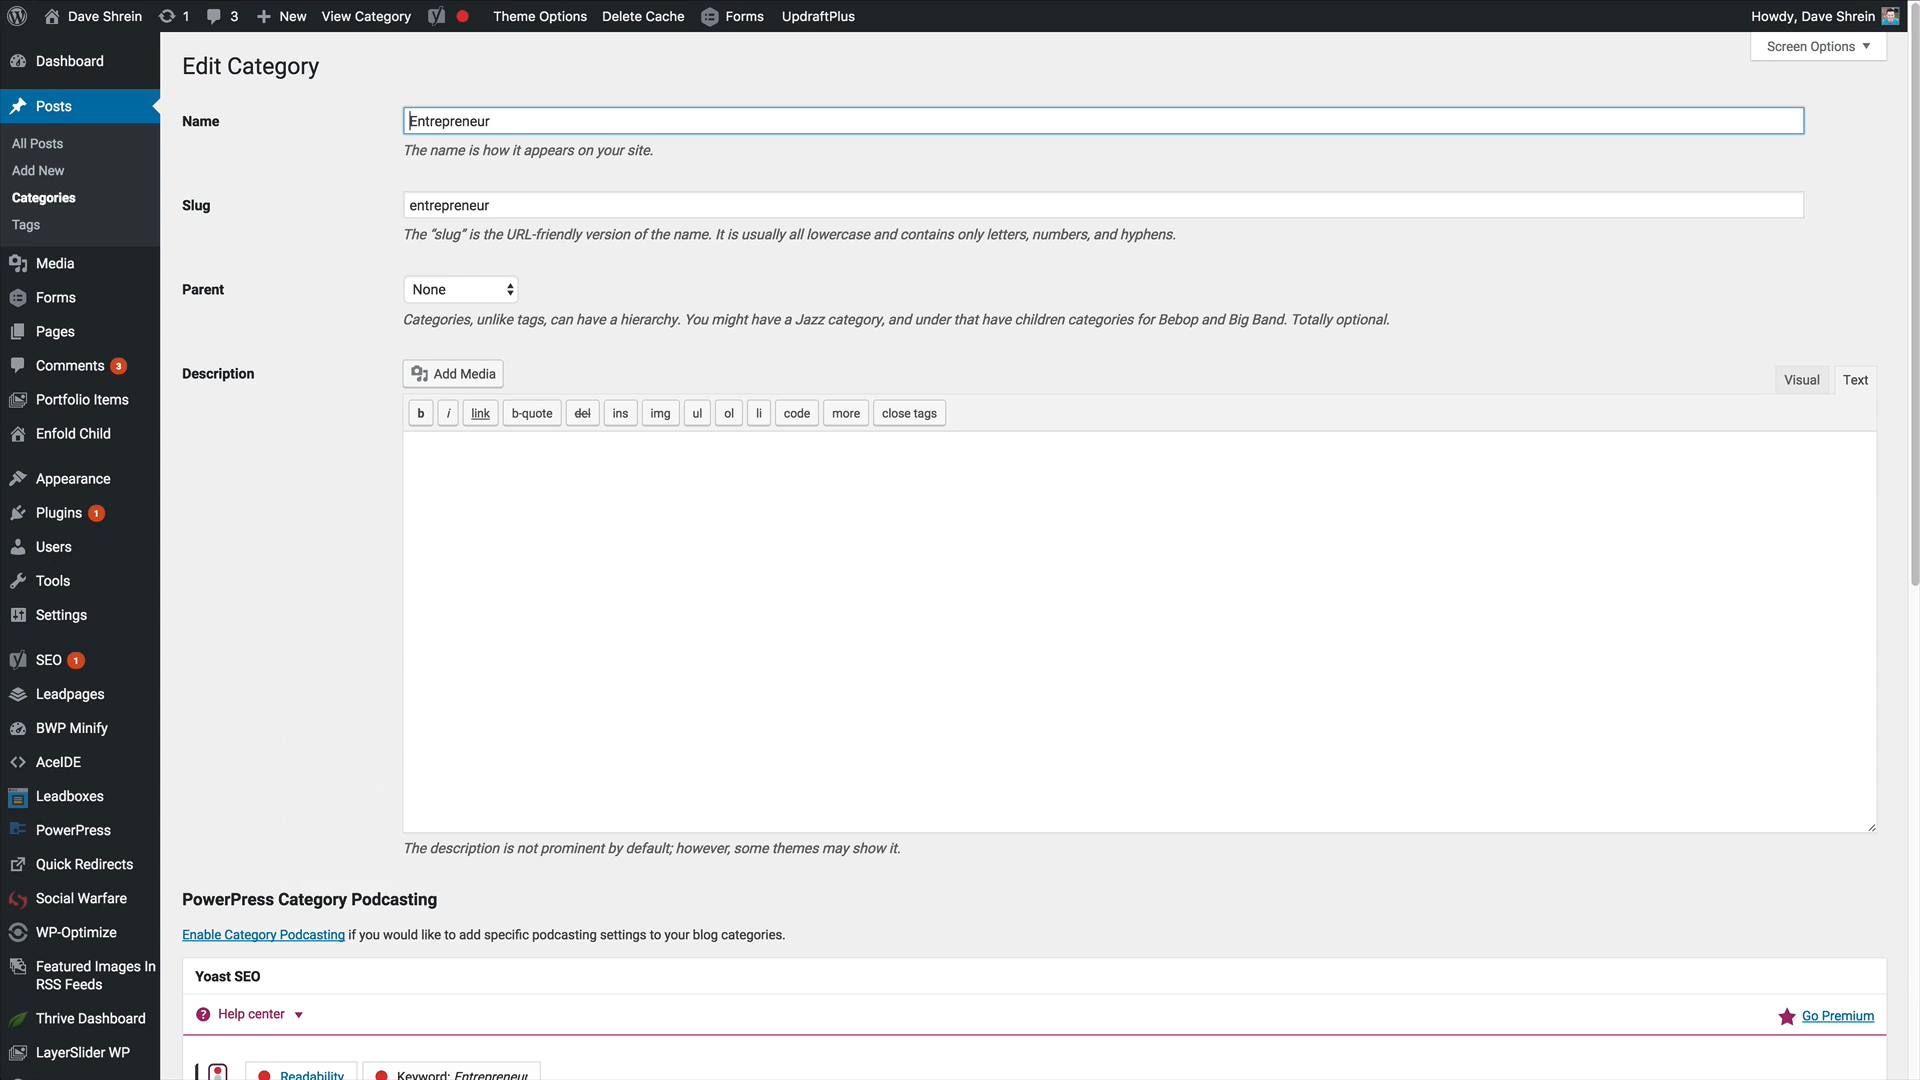 Dave Shrein 1 3 New View Category Theme Options Delete Cache Forms UpdraftPlus Howdy, Dave Shrein
Screen Options
Dashboard
Posts
All Posts
Add New
Categories
Tags
Media
Forms
Pages
Comments 3
Portfolio Items
Enfold Child
Appearance
Plugins 1
Users
Tools
Settings
SEO 1
Leadpages
BWP Minify
AceIDE
Leadboxes
PowerPress
Quick Redirects
Social Warfare
WP-Optimize
Featured Images In
RSS Feeds
Thrive Dashboard
LayerSlider WP
Edit Category
Name
Entrepreneur
The name is how it appears on your site.
Slug
entrepreneur
The “slug” is the URL-friendly version of the name. It is usually all lowercase and contains only letters, numbers, and hyphens.
Parent
None
Categories, unlike tags, can have a hierarchy. You might have a Jazz category, and under that have children categories for Bebop and Big Band. Totally optional.
Description
Add Media
Visual Text
b i link b-quote del ins img ul ol li code more close tags
The description is not prominent by default; however, some themes may show it.
PowerPress Category Podcasting
Enable Category Podcasting if you would like to add specific podcasting settings to your blog categories.
Yoast SEO
Help center
Go Premium
Readability Keyword: Entrepreneur